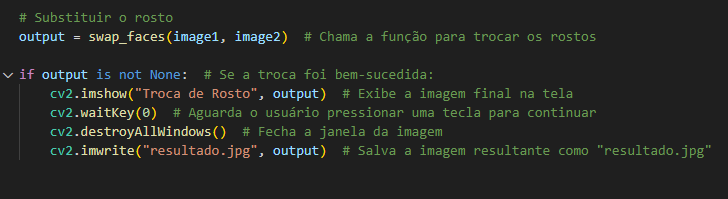 # Substituir o rosto
output = swap_faces(image1, image2)  # Chama a função para trocar os rostos
if output is not None:  # Se a troca foi bem-sucedida:
    cv2.imshow("Troca de Rosto", output)  # Exibe a imagem final na tela
    cv2.waitKey(0)  # Aguarda o usuário pressionar uma tecla para continuar
    cv2.destroyAllWindows()  # Fecha a janela da imagem
    cv2.imwrite("resultado.jpg", output)  # Salva a imagem resultante como "resultado.jpg"